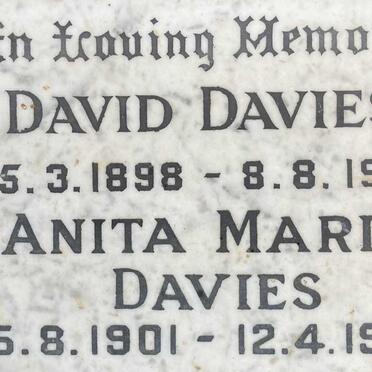 In Loving Memo
DAVID DAVIES
5.3.1898 - 8.8.19
ANITA MARI
DAVIES
5.8.1901 - 12.4.19